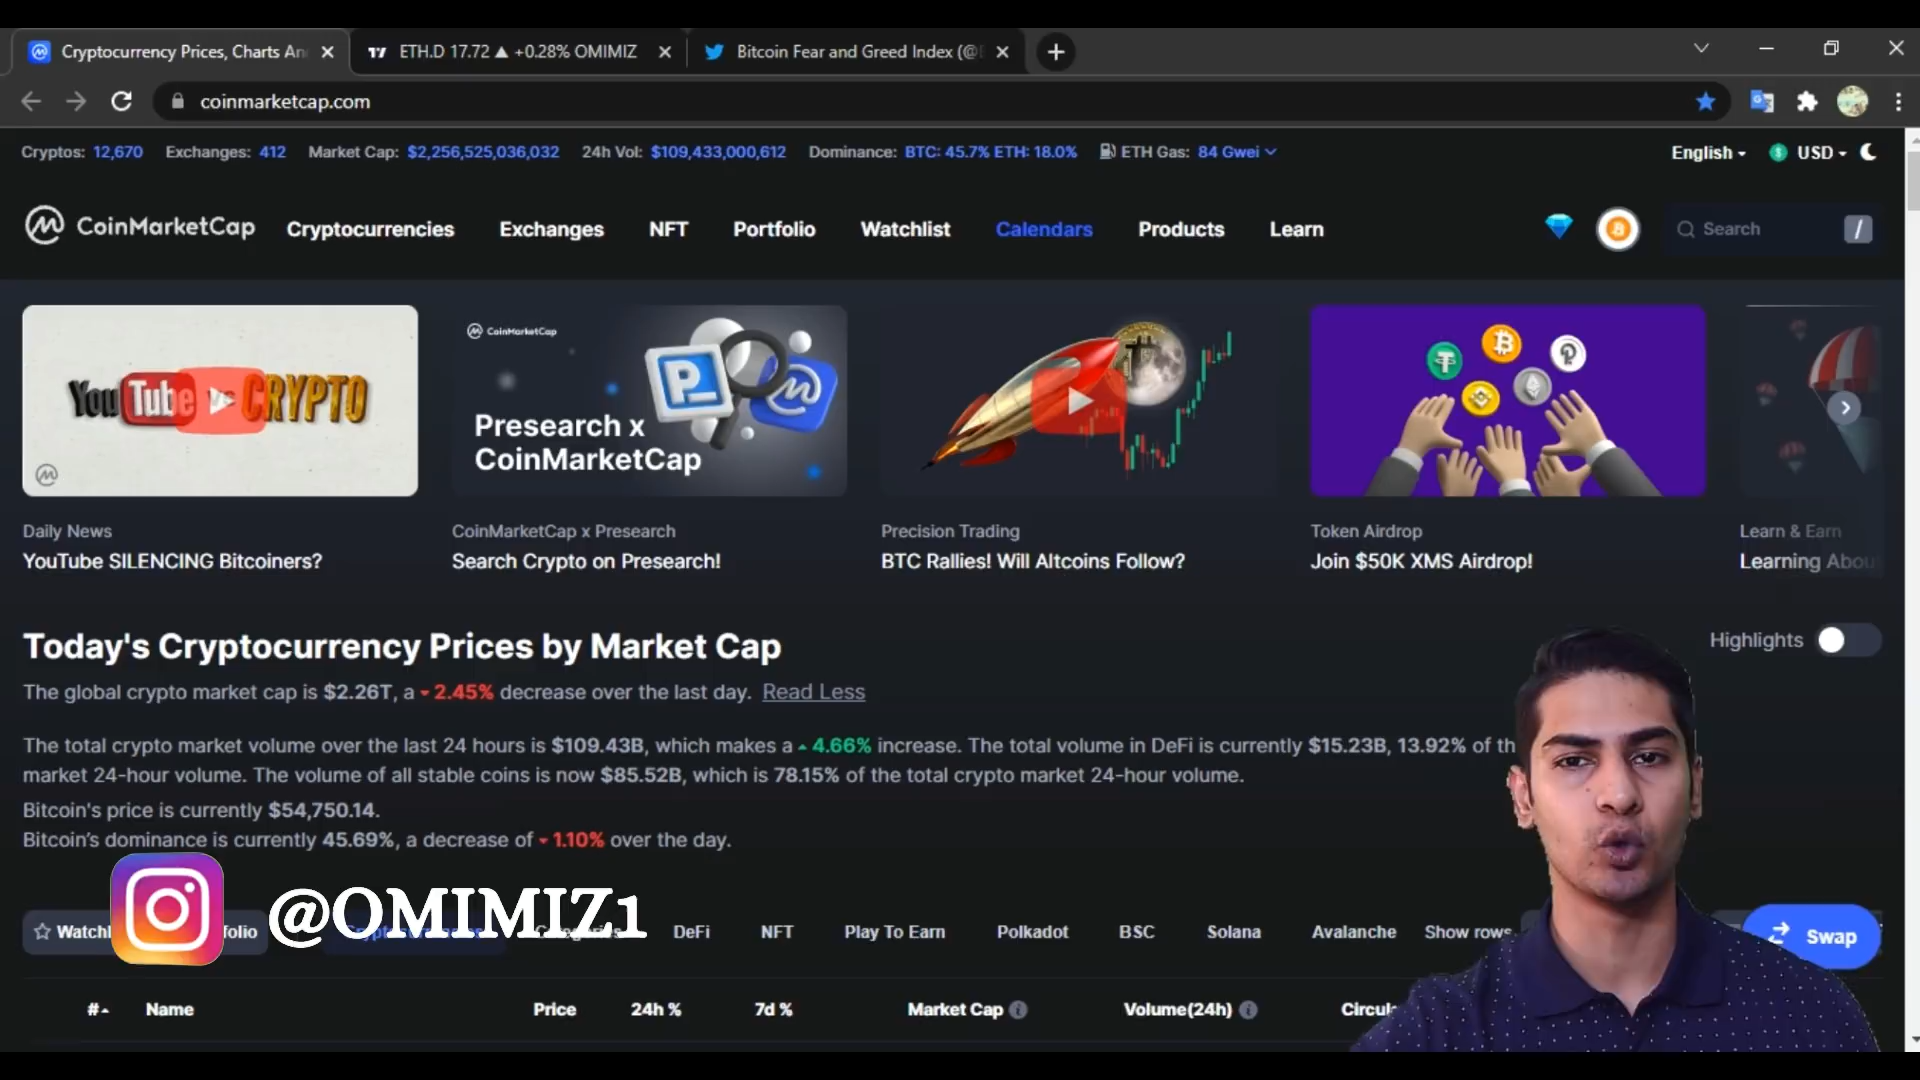 Cryptocurrency Prices, Charts An
ETH.D 17.72 ▲ +0.28% OMIMIZ
Bitcoin Fear and Greed Index (@
coinmarketcap.com
Cryptos: 12,670 Exchanges: 412 Market Cap: $2,256,525,036,032 24h Vol: $109,433,000,612 Dominance: BTC: 45.7% ETH: 18.0% ETH Gas: 84 Gwei
English USD
CoinMarketCap Cryptocurrencies Exchanges NFT Portfolio Watchlist Calendars Products Learn Search /
YouTube vs CRYPTO
CoinMarketCap
Presearch x
CoinMarketCap
Daily News
YouTube SILENCING Bitcoiners?
CoinMarketCap x Presearch
Search Crypto on Presearch!
Precision Trading
BTC Rallies! Will Altcoins Follow?
Token Airdrop
Join $50K XMS Airdrop!
Learn & Earn
Learning Abou
Today's Cryptocurrency Prices by Market Cap
Highlights
The global crypto market cap is $2.26T, a 2.45% decrease over the last day. Read Less
The total crypto market volume over the last 24 hours is $109.43B, which makes a 4.66% increase. The total volume in DeFi is currently $15.23B, 13.92% of th
market 24-hour volume. The volume of all stable coins is now $85.52B, which is 78.15% of the total crypto market 24-hour volume.
Bitcoin's price is currently $54,750.14.
Bitcoin's dominance is currently 45.69%, a decrease of 1.10% over the day.
@OMIMIZ1
Watchl folio DeFi NFT Play To Earn Polkadot BSC Solana Avalanche Show rows Swap
# Name Price 24h % 7d % Market Cap Volume(24h) Circul